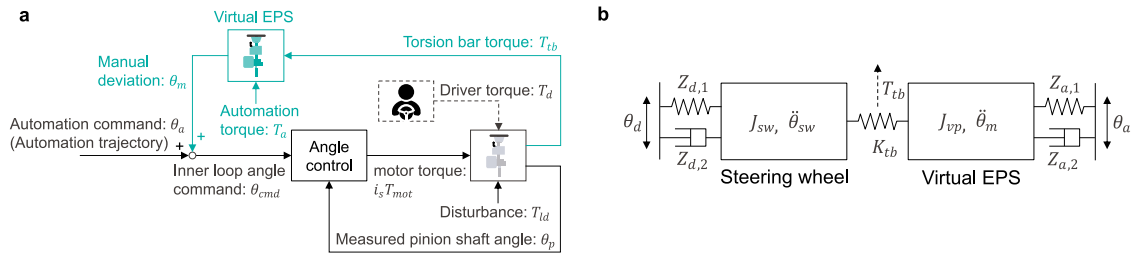 a
Virtual EPS
Torsion bar torque: T_tb
Manual
deviation: θ_m
Driver torque: T_d
Automation
torque: T_a
Automation command: θ_a
(Automation trajectory)
+
+
Angle
control
Inner loop angle
command: θ_cmd
motor torque:
i_s T_mot
Disturbance: T_ld
Measured pinion shaft angle: θ_p
b
Z_d,1
Z_d,2
θ_d
J_sw, θ̈_sw
Steering wheel
T_tb
K_tb
J_vp, θ̈_m
Virtual EPS
Z_a,1
Z_a,2
θ_a